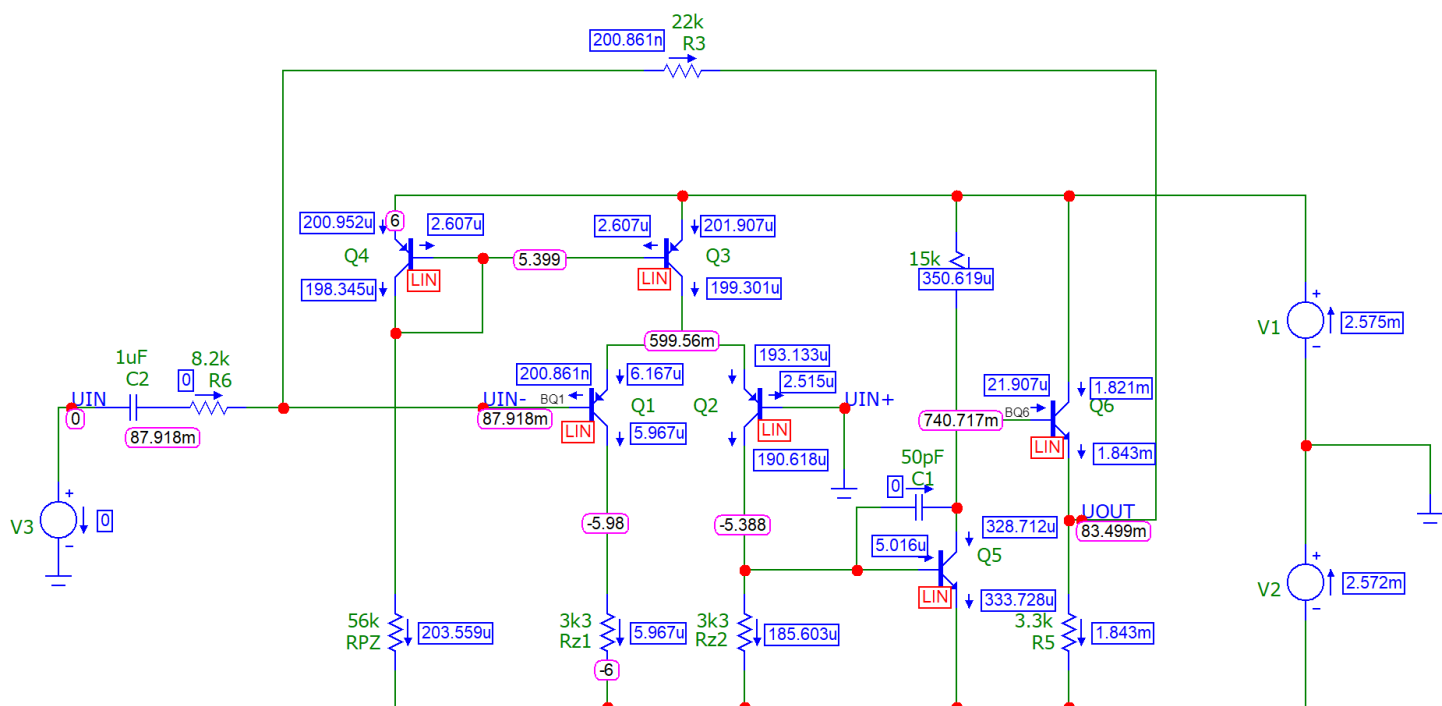 22k
200.861n
R3
200.952u
6
2.607u
2.607u
201.907u
Q4
5.399
Q3
15k
LIN
LIN
350.619u
198.345u
199.301u
V1
+
2.575m
599.56m
-
1uF
8.2k
193.133u
C2
0
R6
200.861n
6.167u
2.515u
21.907u
1.821m
UIN
UIN-
BQ1
Q1
Q2
UIN+
BQ6
Q6
0
87.918m
740.717m
87.918m
LIN
5.967u
LIN
LIN
1.843m
190.618u
50pF
C1
0
+
V3
0
-5.98
-5.388
328.712u
UOUT
83.499m
-
5.016u
Q5
+
V2
2.572m
LIN
333.728u
-
56k
RPZ
203.559u
3k3
Rz1
5.967u
3k3
Rz2
185.603u
3.3k
R5
1.843m
-6